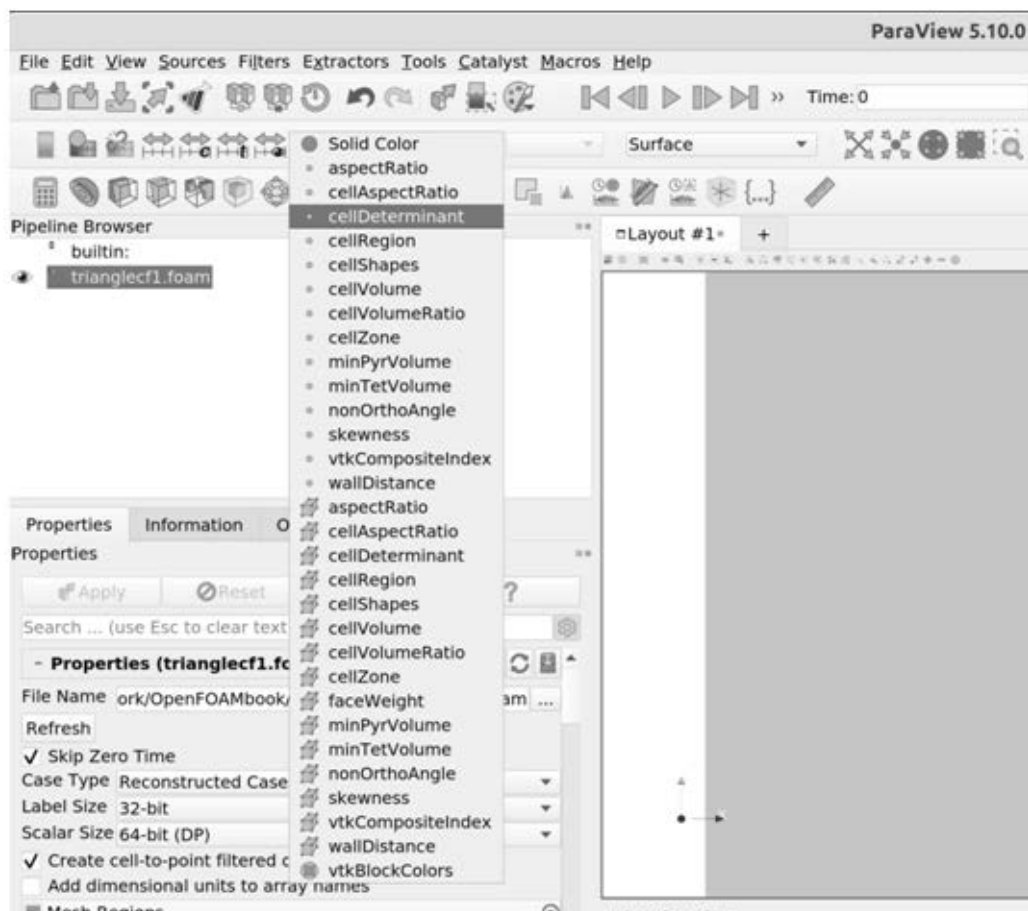 ParaView 5.10.0
File Edit View Sources Filters Extractors Tools Catalyst Macros Help
Time: 0
Surface
Solid Color
aspectRatio
cellAspectRatio
cellDeterminant
cellRegion
cellShapes
cellVolume
cellVolumeRatio
cellZone
minPyrVolume
minTetVolume
nonOrthoAngle
skewness
vtkCompositeIndex
wallDistance
aspectRatio
cellAspectRatio
cellDeterminant
cellRegion
cellShapes
cellVolume
cellVolumeRatio
cellZone
faceWeight
minPyrVolume
minTetVolume
nonOrthoAngle
skewness
vtkCompositeIndex
wallDistance
vtkBlockColors
Pipeline Browser
builtin:
trianglecf1.foam
Layout #1
+
Properties Information O
Properties
Apply Reset ?
Search ... (use Esc to clear text
- Properties (trianglecf1.fo
File Name ork/OpenFOAMbook/ am ...
Refresh
Skip Zero Time
Case Type Reconstructed Case
Label Size 32-bit
Scalar Size 64-bit (DP)
Create cell-to-point filtered
Add dimensional units to array names
Mesh Regions